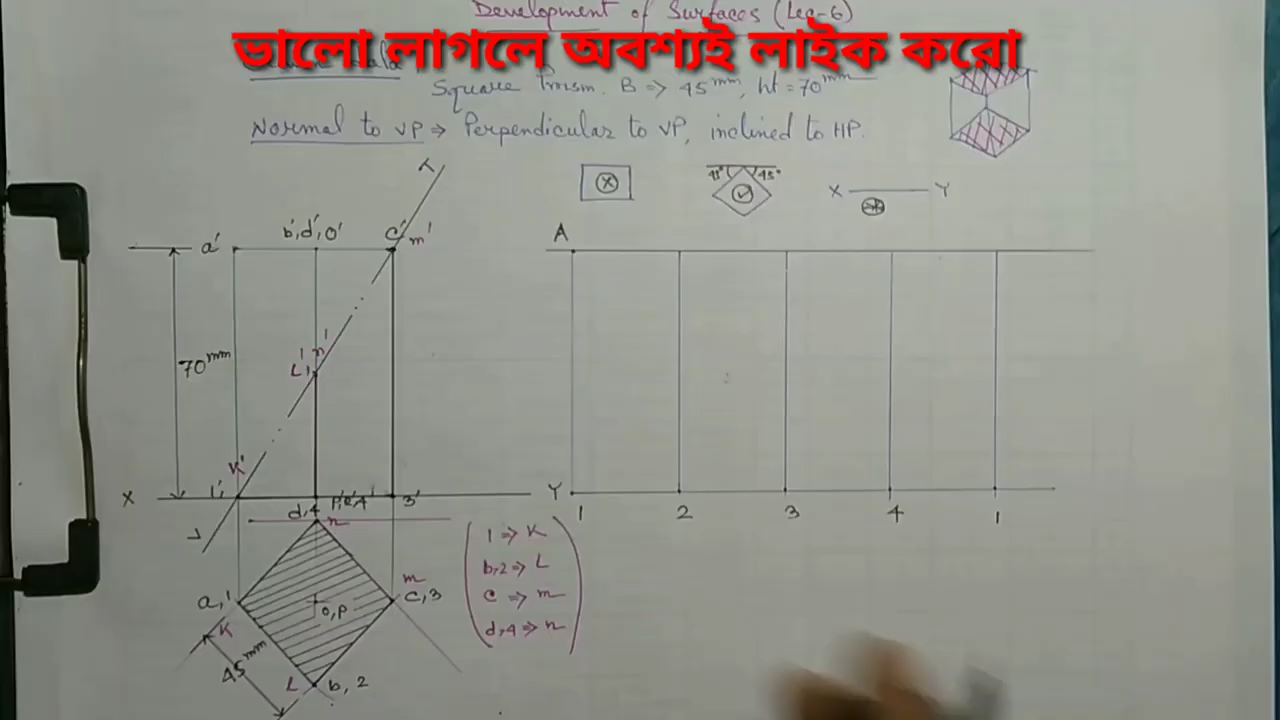 Development of Surfaces (Lec-6)
ভালো লাগলে অবশ্যই লাইক করো
Square Prism. B => 45mm, ht = 70mm
Normal to VP => Perpendicular to VP, inclined to HP.
T
45° 45°
X Y
a' b', d', o' c' m'
A
70mm
L', n'
K'
X 1' 3' Y
d, 4 n
1 2 3 4 1
1 => K
b, 2 => L
c => m
d, 4 => n
a, 1
m
c, 3
o, p
K
45mm
L b, 2